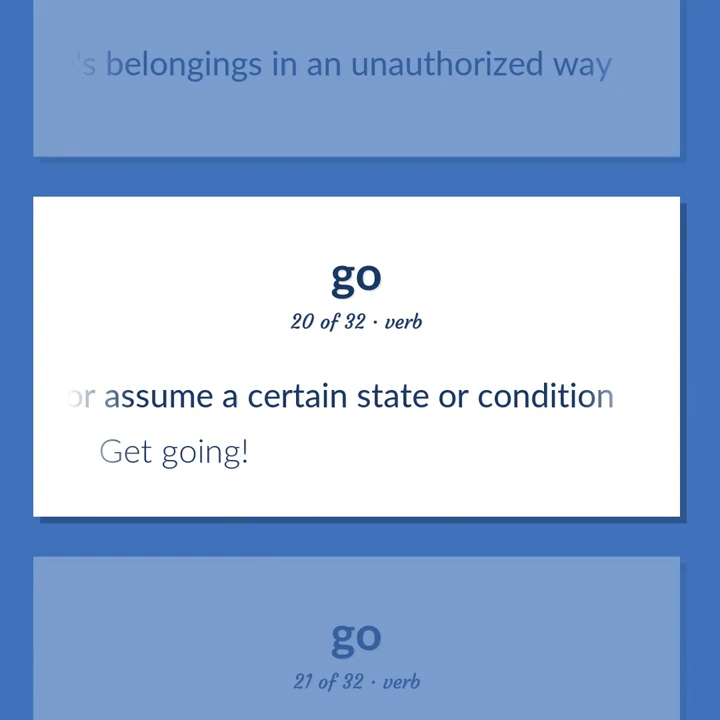 's belongings in an unauthorized way
go
20 of 32 · verb
or assume a certain state or condition
Get going!
go
21 of 32 · verb